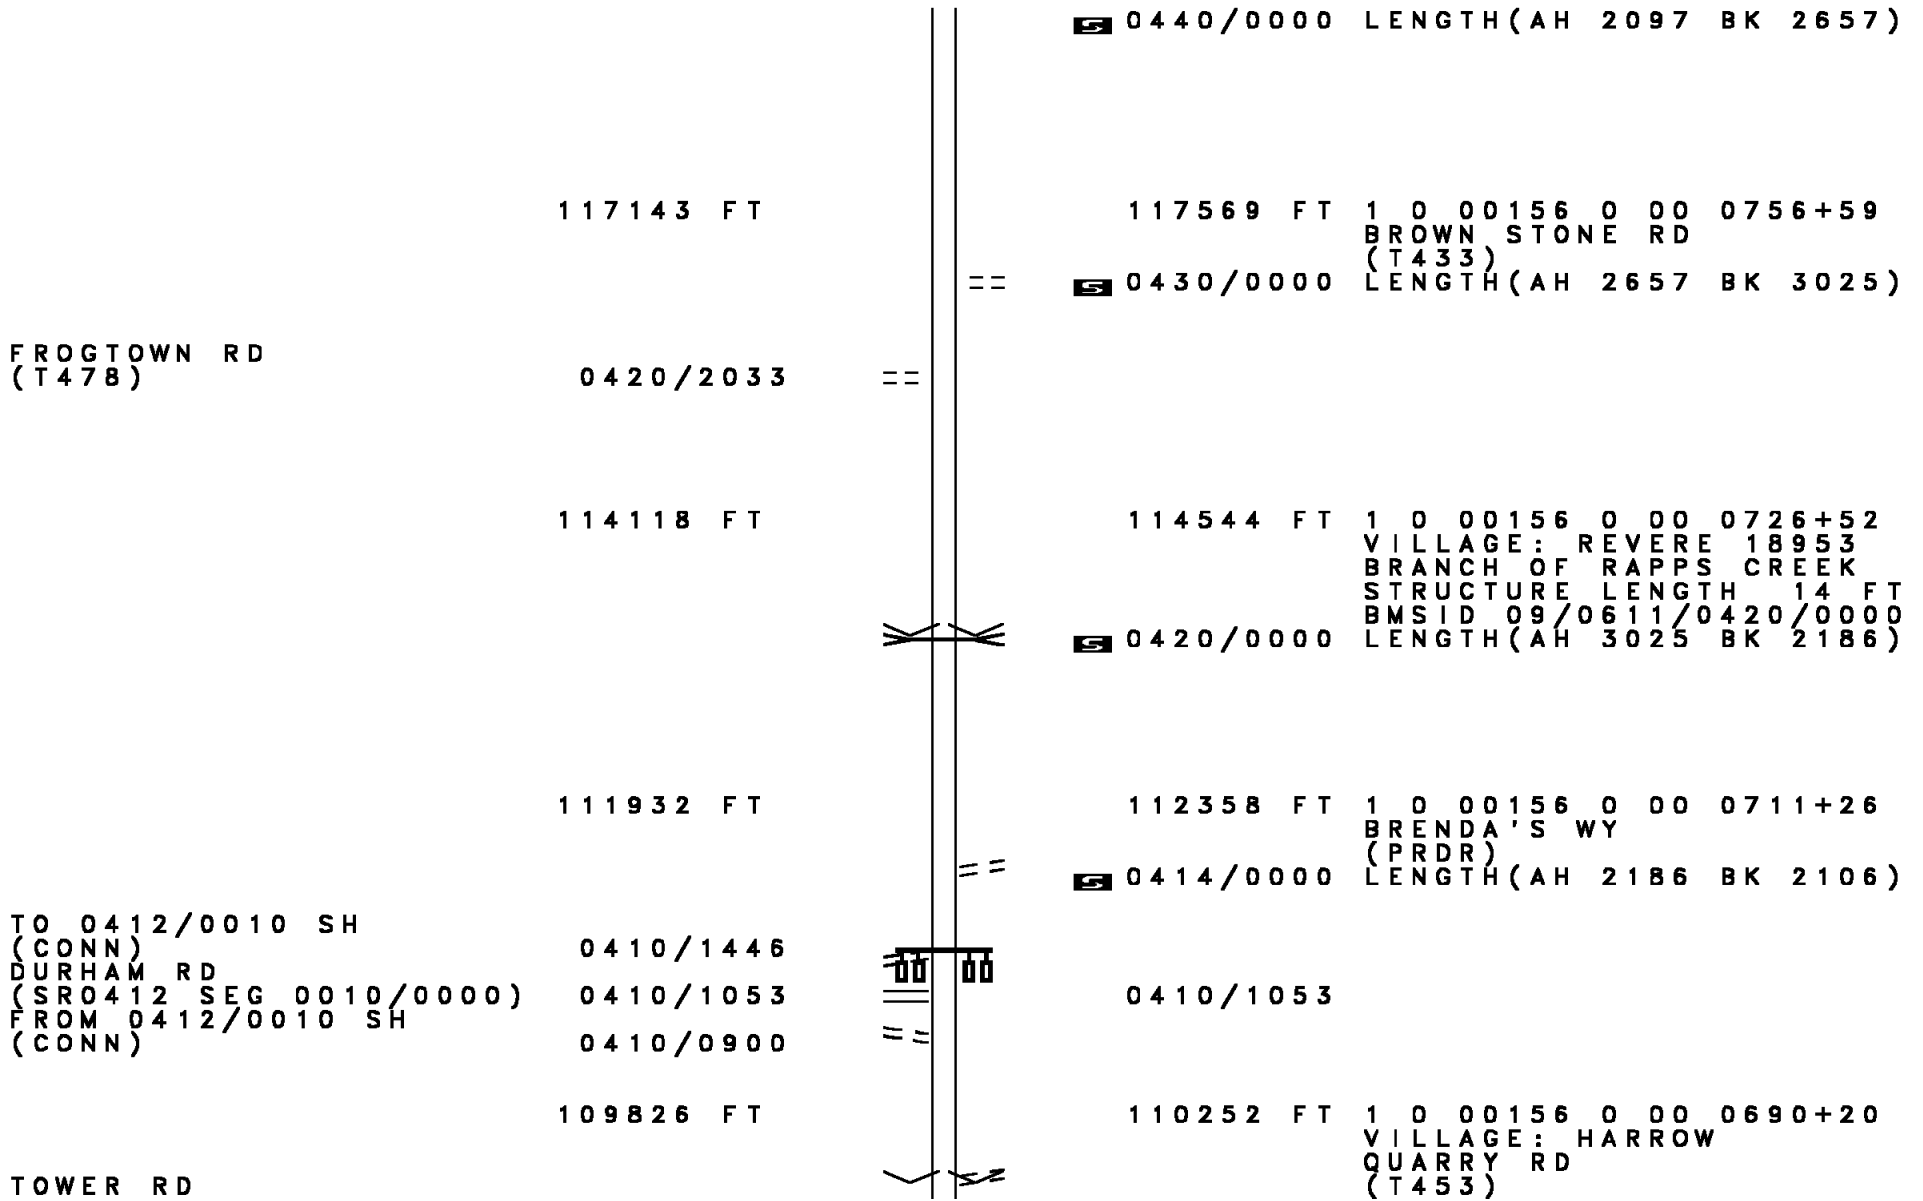 0440/0000 LENGTH(AH 2097 BK 2657)
117143 FT 117569 FT 1 0 00156 0 00 0756+59
BROWN STONE RD
(T433)
0430/0000 LENGTH(AH 2657 BK 3025)
FROGTOWN RD
(T478) 0420/2033
114118 FT 114544 FT 1 0 00156 0 00 0726+52
VILLAGE: REVERE 18953
BRANCH OF RAPPS CREEK
STRUCTURE LENGTH 14 FT
BMSID 09/0611/0420/0000
S 0420/0000 LENGTH(AH 3025 BK 2186)
111932 FT 112358 FT 1 0 00156 0 00 0711+26
BRENDA'S WY
(PRDR)
S 0414/0000 LENGTH(AH 2186 BK 2106)
TO 0412/0010 SH
(CONN) 0410/1446
DURHAM RD
(SR0412 SEG 0010/0000) 0410/1053 0410/1053
FROM 0412/0010 SH
(CONN) 0410/0900
109826 FT 110252 FT 1 0 00156 0 00 0690+20
VILLAGE: HARROW
QUARRY RD
TOWER RD (T453)